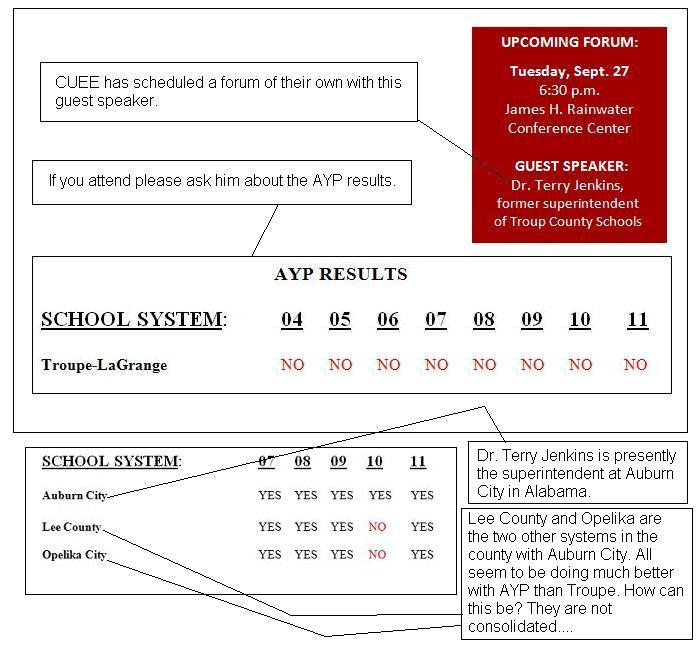 UPCOMING FORUM:
Tuesday, Sept. 27
6:30 p.m.
James H. Rainwater
Conference Center
GUEST SPEAKER:
Dr. Terry Jenkins,
former superintendent
of Troup County Schools
CUEE has scheduled a forum of their own with this
guest speaker.
If you attend please ask him about the AYP results.
AYP RESULTS
SCHOOL SYSTEM: 04 05 06 07 08 09 10 11
Troupe-LaGrange NO NO NO NO NO NO NO NO
SCHOOL SYSTEM: 07 08 09 10 11
Auburn City YES YES YES YES YES
Lee County YES YES YES NO YES
Opelika City YES YES YES NO YES
Dr. Terry Jenkins is presently
the superintendent at Auburn
City in Alabama.
Lee County and Opelika are
the two other systems in the
county with Auburn City. All
seem to be doing much better
with AYP than Troupe. How can
this be? They are not
consolidated....